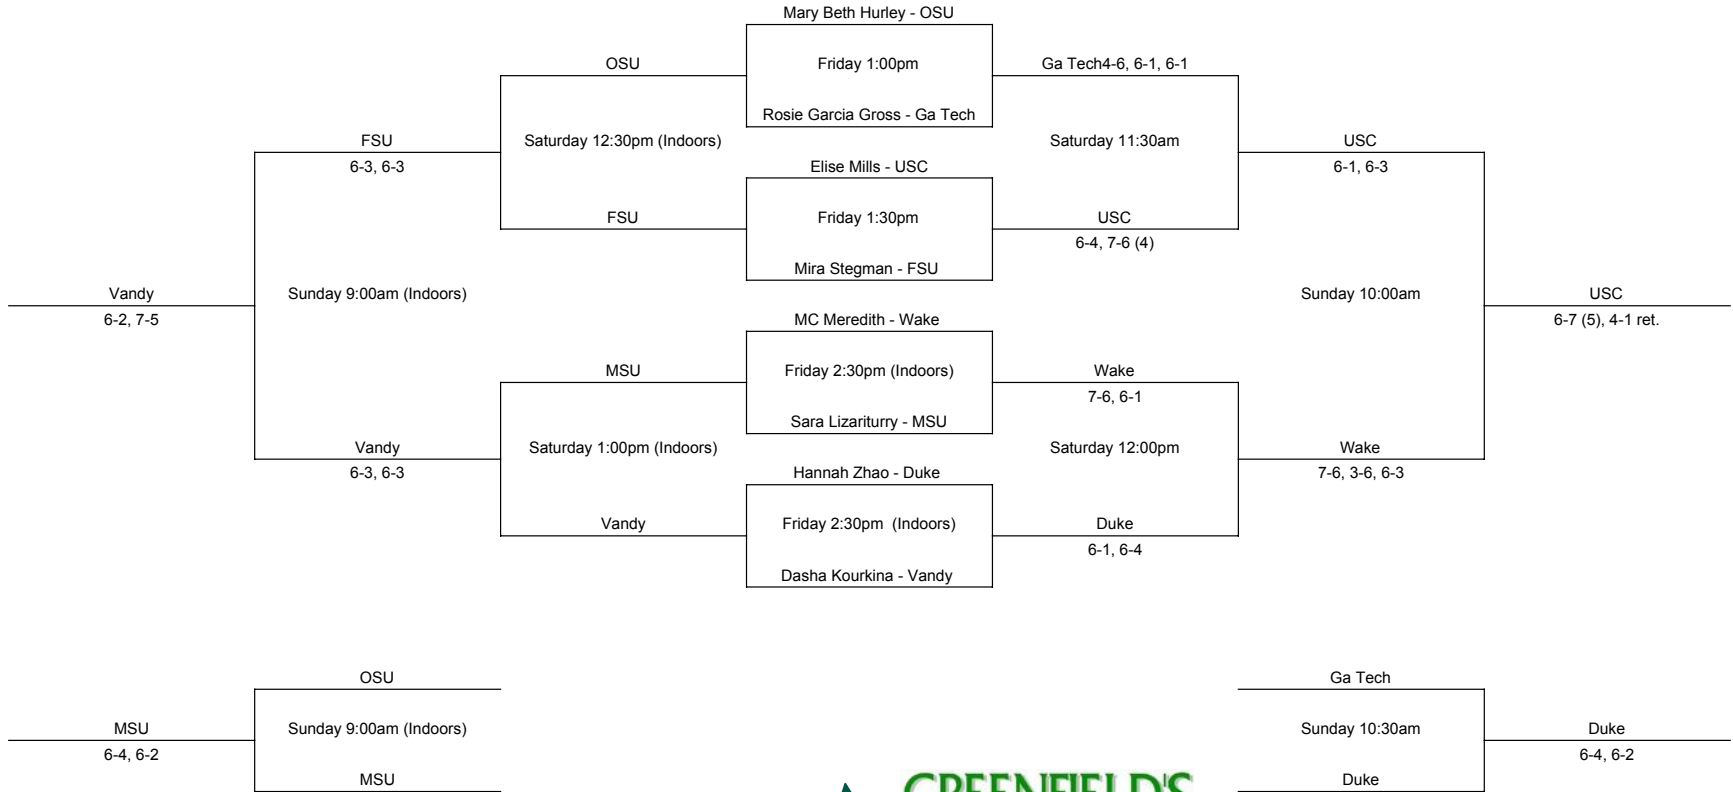 Mary Beth Hurley - OSU
OSU
Friday 1:00pm
Ga Tech4-6, 6-1, 6-1
Rosie Garcia Gross - Ga Tech
FSU
Saturday 12:30pm (Indoors)
Saturday 11:30am
USC
6-3, 6-3
Elise Mills - USC
6-1, 6-3
FSU
Friday 1:30pm
USC
6-4, 7-6 (4)
Mira Stegman - FSU
Vandy
Sunday 9:00am (Indoors)
Sunday 10:00am
USC
6-2, 7-5
MC Meredith - Wake
6-7 (5), 4-1 ret.
MSU
Friday 2:30pm (Indoors)
Wake
7-6, 6-1
Sara Lizariturry - MSU
Vandy
Saturday 1:00pm (Indoors)
Saturday 12:00pm
Wake
6-3, 6-3
Hannah Zhao - Duke
7-6, 3-6, 6-3
Vandy
Friday 2:30pm (Indoors)
Duke
6-1, 6-4
Dasha Kourkina - Vandy
OSU
Ga Tech
MSU
Sunday 9:00am (Indoors)
Sunday 10:30am
Duke
6-4, 6-2
6-4, 6-2
MSU
GREENFIELD'S
Duke